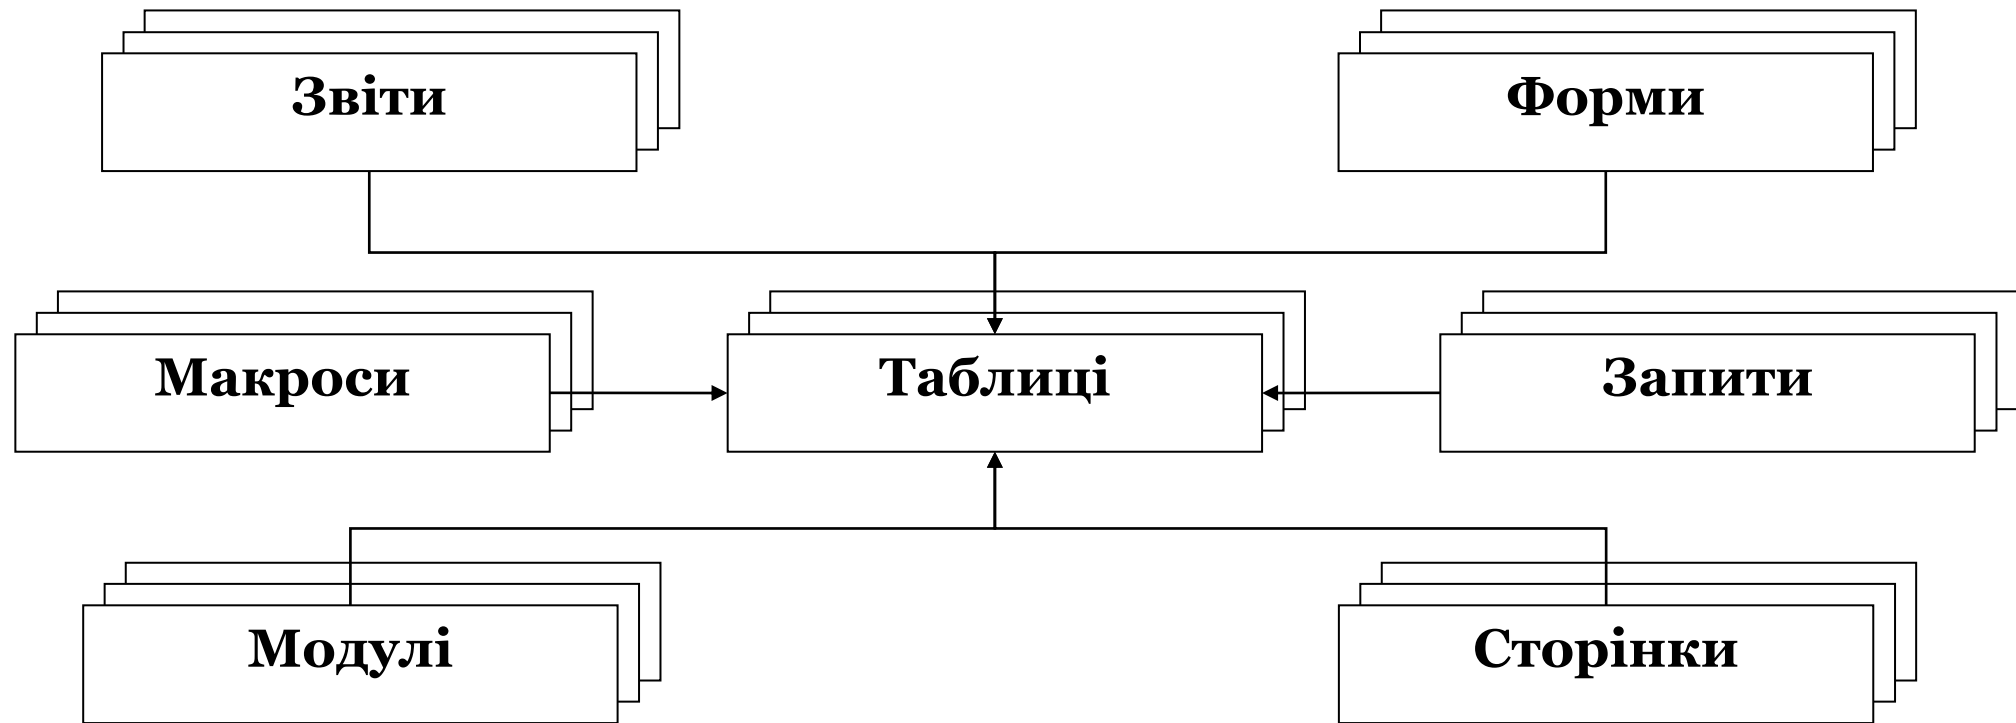 Звіти
Форми
Макроси
Таблиці
Запити
Модулі
Сторінки